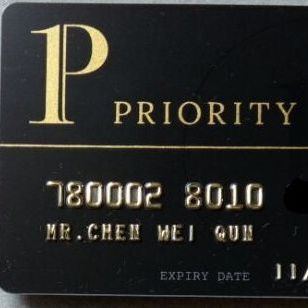 P PRIORITY
780002 8010
MR.CHEN WEI QUN
EXPIRY DATE 11/